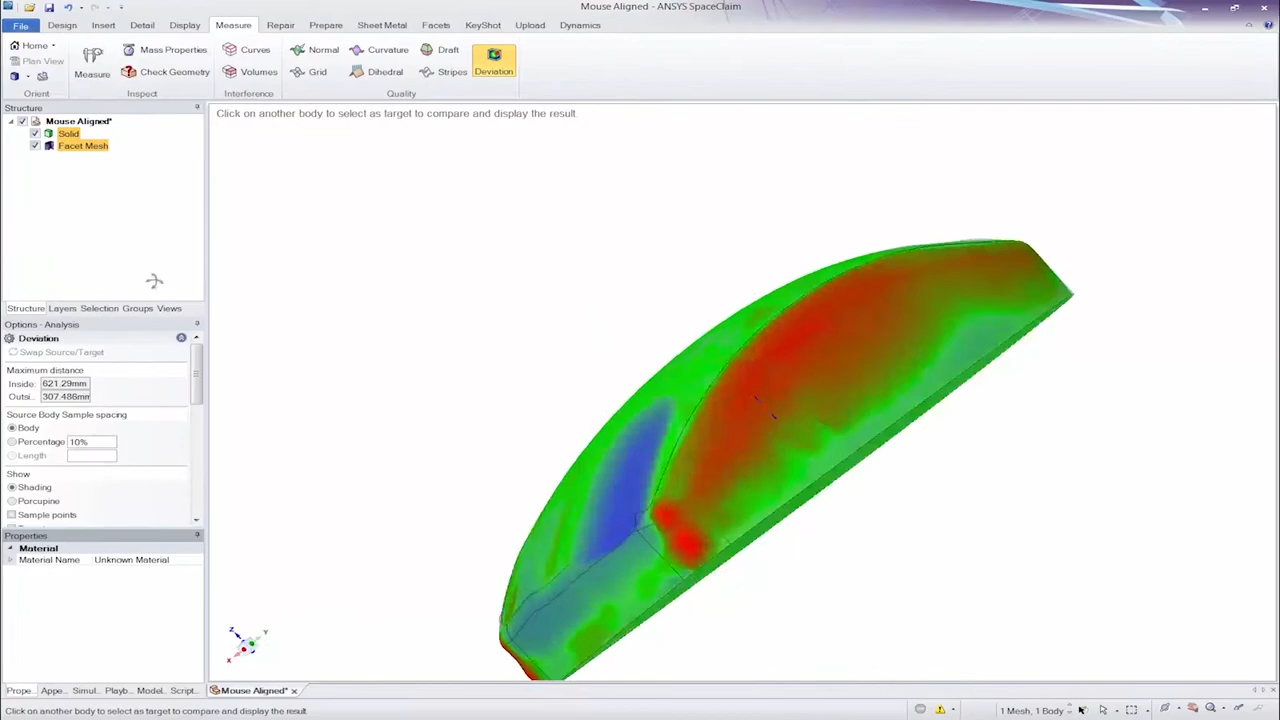 Mouse Aligned - ANSYS SpaceClaim
File Design Insert Detail Display Measure Repair Prepare Sheet Metal Facets KeyShot Upload Dynamics
Home
Plan View
Orient
Measure
Mass Properties
Check Geometry
Inspect
Curves
Volumes
Interference
Normal
Grid
Curvature
Dihedral
Draft
Stripes
Deviation
Quality
Structure
Mouse Aligned*
Solid
Facet Mesh
Structure Layers Selection Groups Views
Options - Analysis
Deviation
Swap Source/Target
Maximum distance
Inside: 621.29mm
Outsi... 307.486mm
Source Body Sample spacing
Body
Percentage 10%
Length
Show
Shading
Porcupine
Sample points
Properties
Material
Material Name Unknown Material
Prope... Appe... Simul... Playb... Model... Script...
Click on another body to select as target to compare and display the result
Z
Y
X
Mouse Aligned*
Click on another body to select as target to compare and display the result
1 Mesh, 1 Body